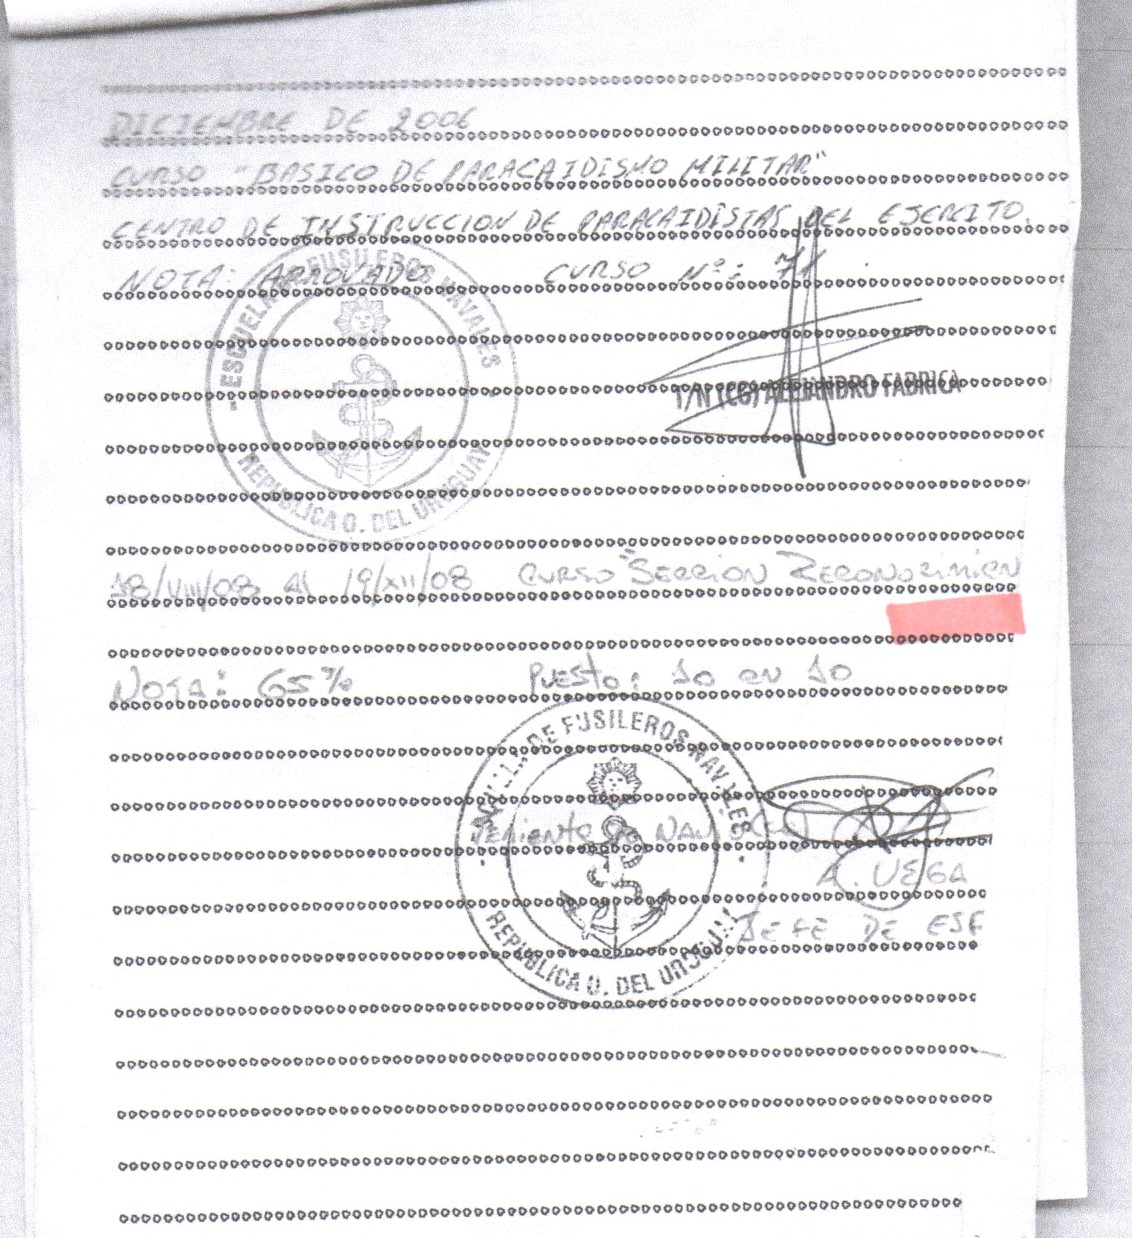 DICIEMBRE DE 2006
CURSO "BASICO DE PARACAIDISMO MILITAR"
CENTRO DE INSTRUCCION DE PARACAIDISTAS DEL EJERCITO.
NOTA: APROVADO CURSO Nº: 71
ESCUELA DE FUSILEROS NAVALES
REPUBLICA O. DEL URUGUAY
T/N (CG) ALEJANDRO FABRICA
18/VIII/08 Al 19/XII/08 CURSO "SECCION RECONOCIMIEN
NOTA: 65% PUESTO: 10 en 10
DE FUSILEROS NAVALES
REPUBLICA O. DEL URUGUAY
Teniente de NAVIO
A. VEGA
JEFE DE ESF